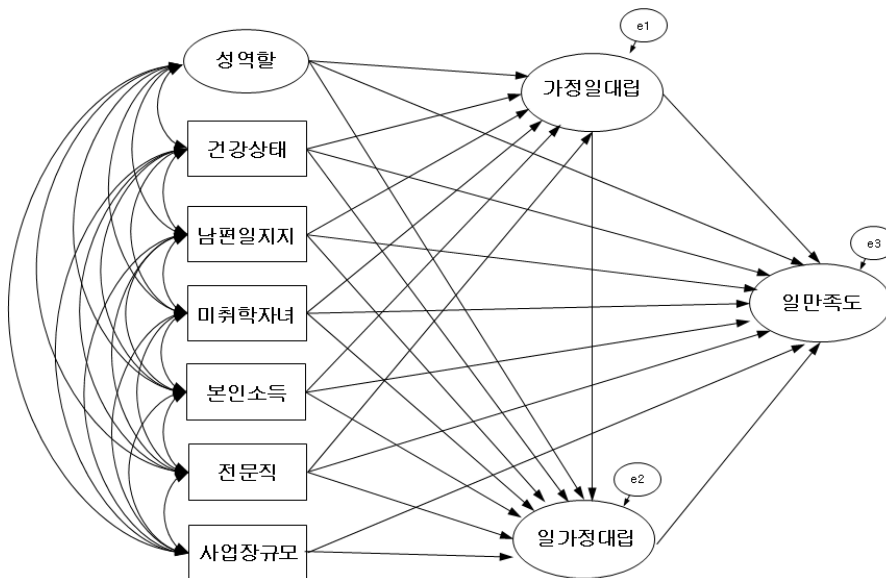 e1
성역할
가정일대립
건강상태
남편일지지
e3
일만족도
미취학자녀
본인소득
전문직
e2
일가정대립
사업장규모